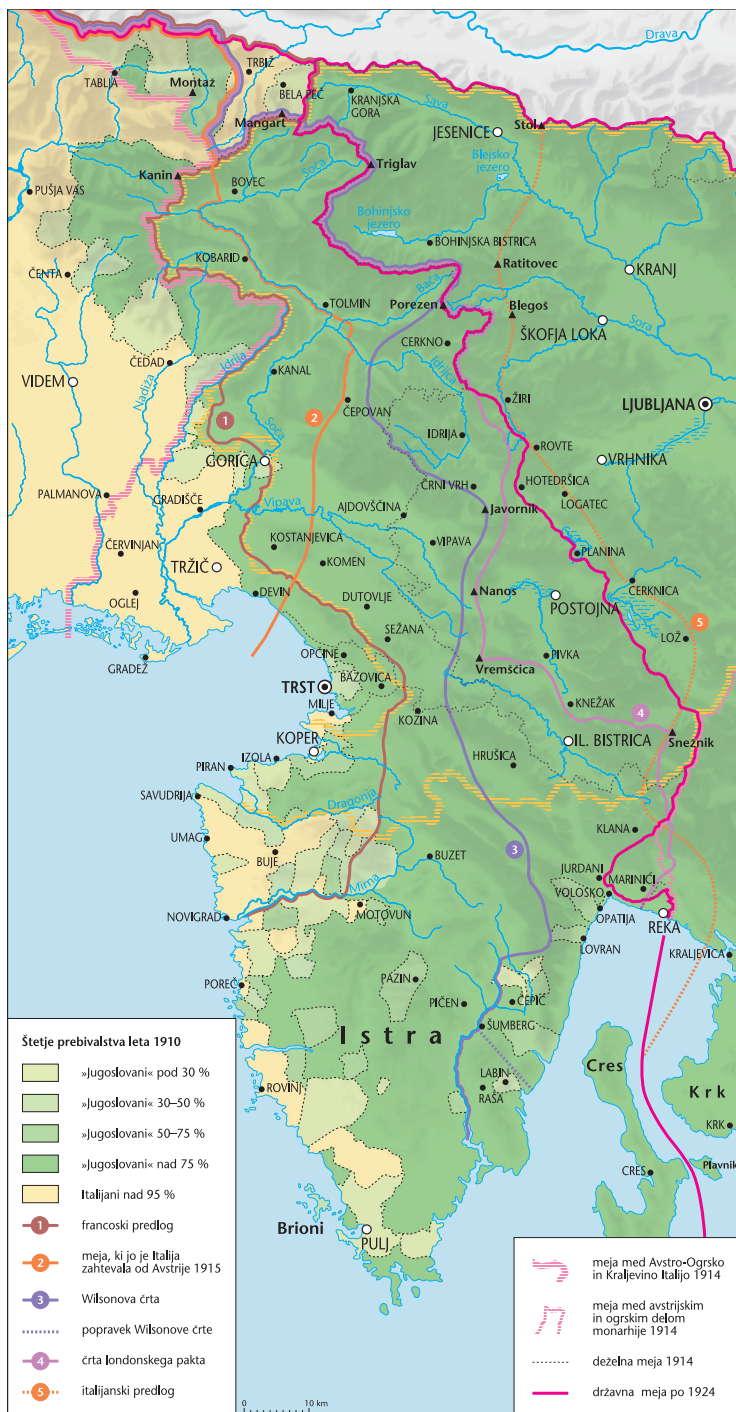 Drava
TABLJA
Montaž
TRBIŽ
BELA PEČ
KRANJSKA
GORA
Sava
JESENICE
Stol
Mangart
Kanin
PUŠJA VAS
BOVEC
Soča
Triglav
Blejsko
jezero
Bohinjsko
jezero
BOHINJSKA BISTRICA
KOBARID
Ratitovec
KRANJ
ČENTA
TOLMIN
Bača
Porezen
Blegoš
Sora
ŠKOFJA LOKA
CERKNO
ČEDAD
Idrija
KANAL
Idrijca
VIDEM
Nadiža
1
2
ČEPOVAN
ŽIRI
LJUBLJANA
Soča
IDRIJA
ROVTE
VRHNIKA
GORICA
ČRNI VRH
HOTEDRŠICA
LOGATEC
PALMANOVA
GRADIŠČE
Vipava
AJDOVŠČINA
Javornik
ČERVINJAN
KOSTANJEVICA
VIPAVA
PLANINA
TRŽIČ
KOMEN
OGLEJ
DEVIN
DUTOVLJE
Nanos
POSTOJNA
CERKNICA
SEŽANA
5
LOŽ
GRADEŽ
OPČINE
Vremščica
PIVKA
BAZOVICA
TRST
MILJE
KOZINA
KNEŽAK
4
KOPER
IL. BISTRICA
Snežnik
IZOLA
PIRAN
HRUŠICA
SAVUDRIJA
Dragonja
UMAG
KLANA
BUJE
3
BUZET
JURDANI
MARINIĆI
Mirna
VOLOSKO
NOVIGRAD
MOTOVUN
OPATIJA
REKA
LOVRAN
KRALJEVICA
POREČ
PAZIN
PIĆEN
ČEPIĆ
Istra
ŠUMBERG
Cres
LABIN
RAŠA
ROVINJ
Krk
KRK
CRES
Plavnik
Brioni
PULJ
Štetje prebivalstva leta 1910
»Jugoslovani« pod 30 %
»Jugoslovani« 30–50 %
»Jugoslovani« 50–75 %
»Jugoslovani« nad 75 %
Italijani nad 95 %
1 francoski predlog
2 meja, ki jo je Italija
zahtevala od Avstrije 1915
3 Wilsonova črta
popravek Wilsonove črte
4 črta londonskega pakta
5 italijanski predlog
0 10 km
meja med Avstro-Ogrsko
in Kraljevino Italijo 1914
meja med avstrijskim
in ogrskim delom
monarhije 1914
deželna meja 1914
državna meja po 1924